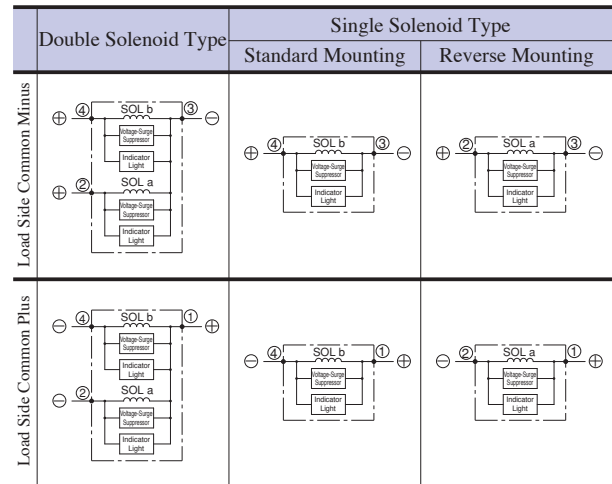 Double Solenoid Type
Single Solenoid Type
Standard Mounting
Reverse Mounting
Load Side Common Minus
⊕ ④ SOL b ③ ⊖
Voltage-Surge
Suppressor
Indicator
Light
⊕ ② SOL a
Voltage-Surge
Suppressor
Indicator
Light
⊕ ④ SOL b ③ ⊖
Voltage-Surge
Suppressor
Indicator
Light
⊕ ② SOL a ③ ⊖
Voltage-Surge
Suppressor
Indicator
Light
Load Side Common Plus
⊖ ④ SOL b ① ⊕
Voltage-Surge
Suppressor
Indicator
Light
⊖ ② SOL a
Voltage-Surge
Suppressor
Indicator
Light
⊖ ④ SOL b ① ⊕
Voltage-Surge
Suppressor
Indicator
Light
⊖ ② SOL a ① ⊕
Voltage-Surge
Suppressor
Indicator
Light